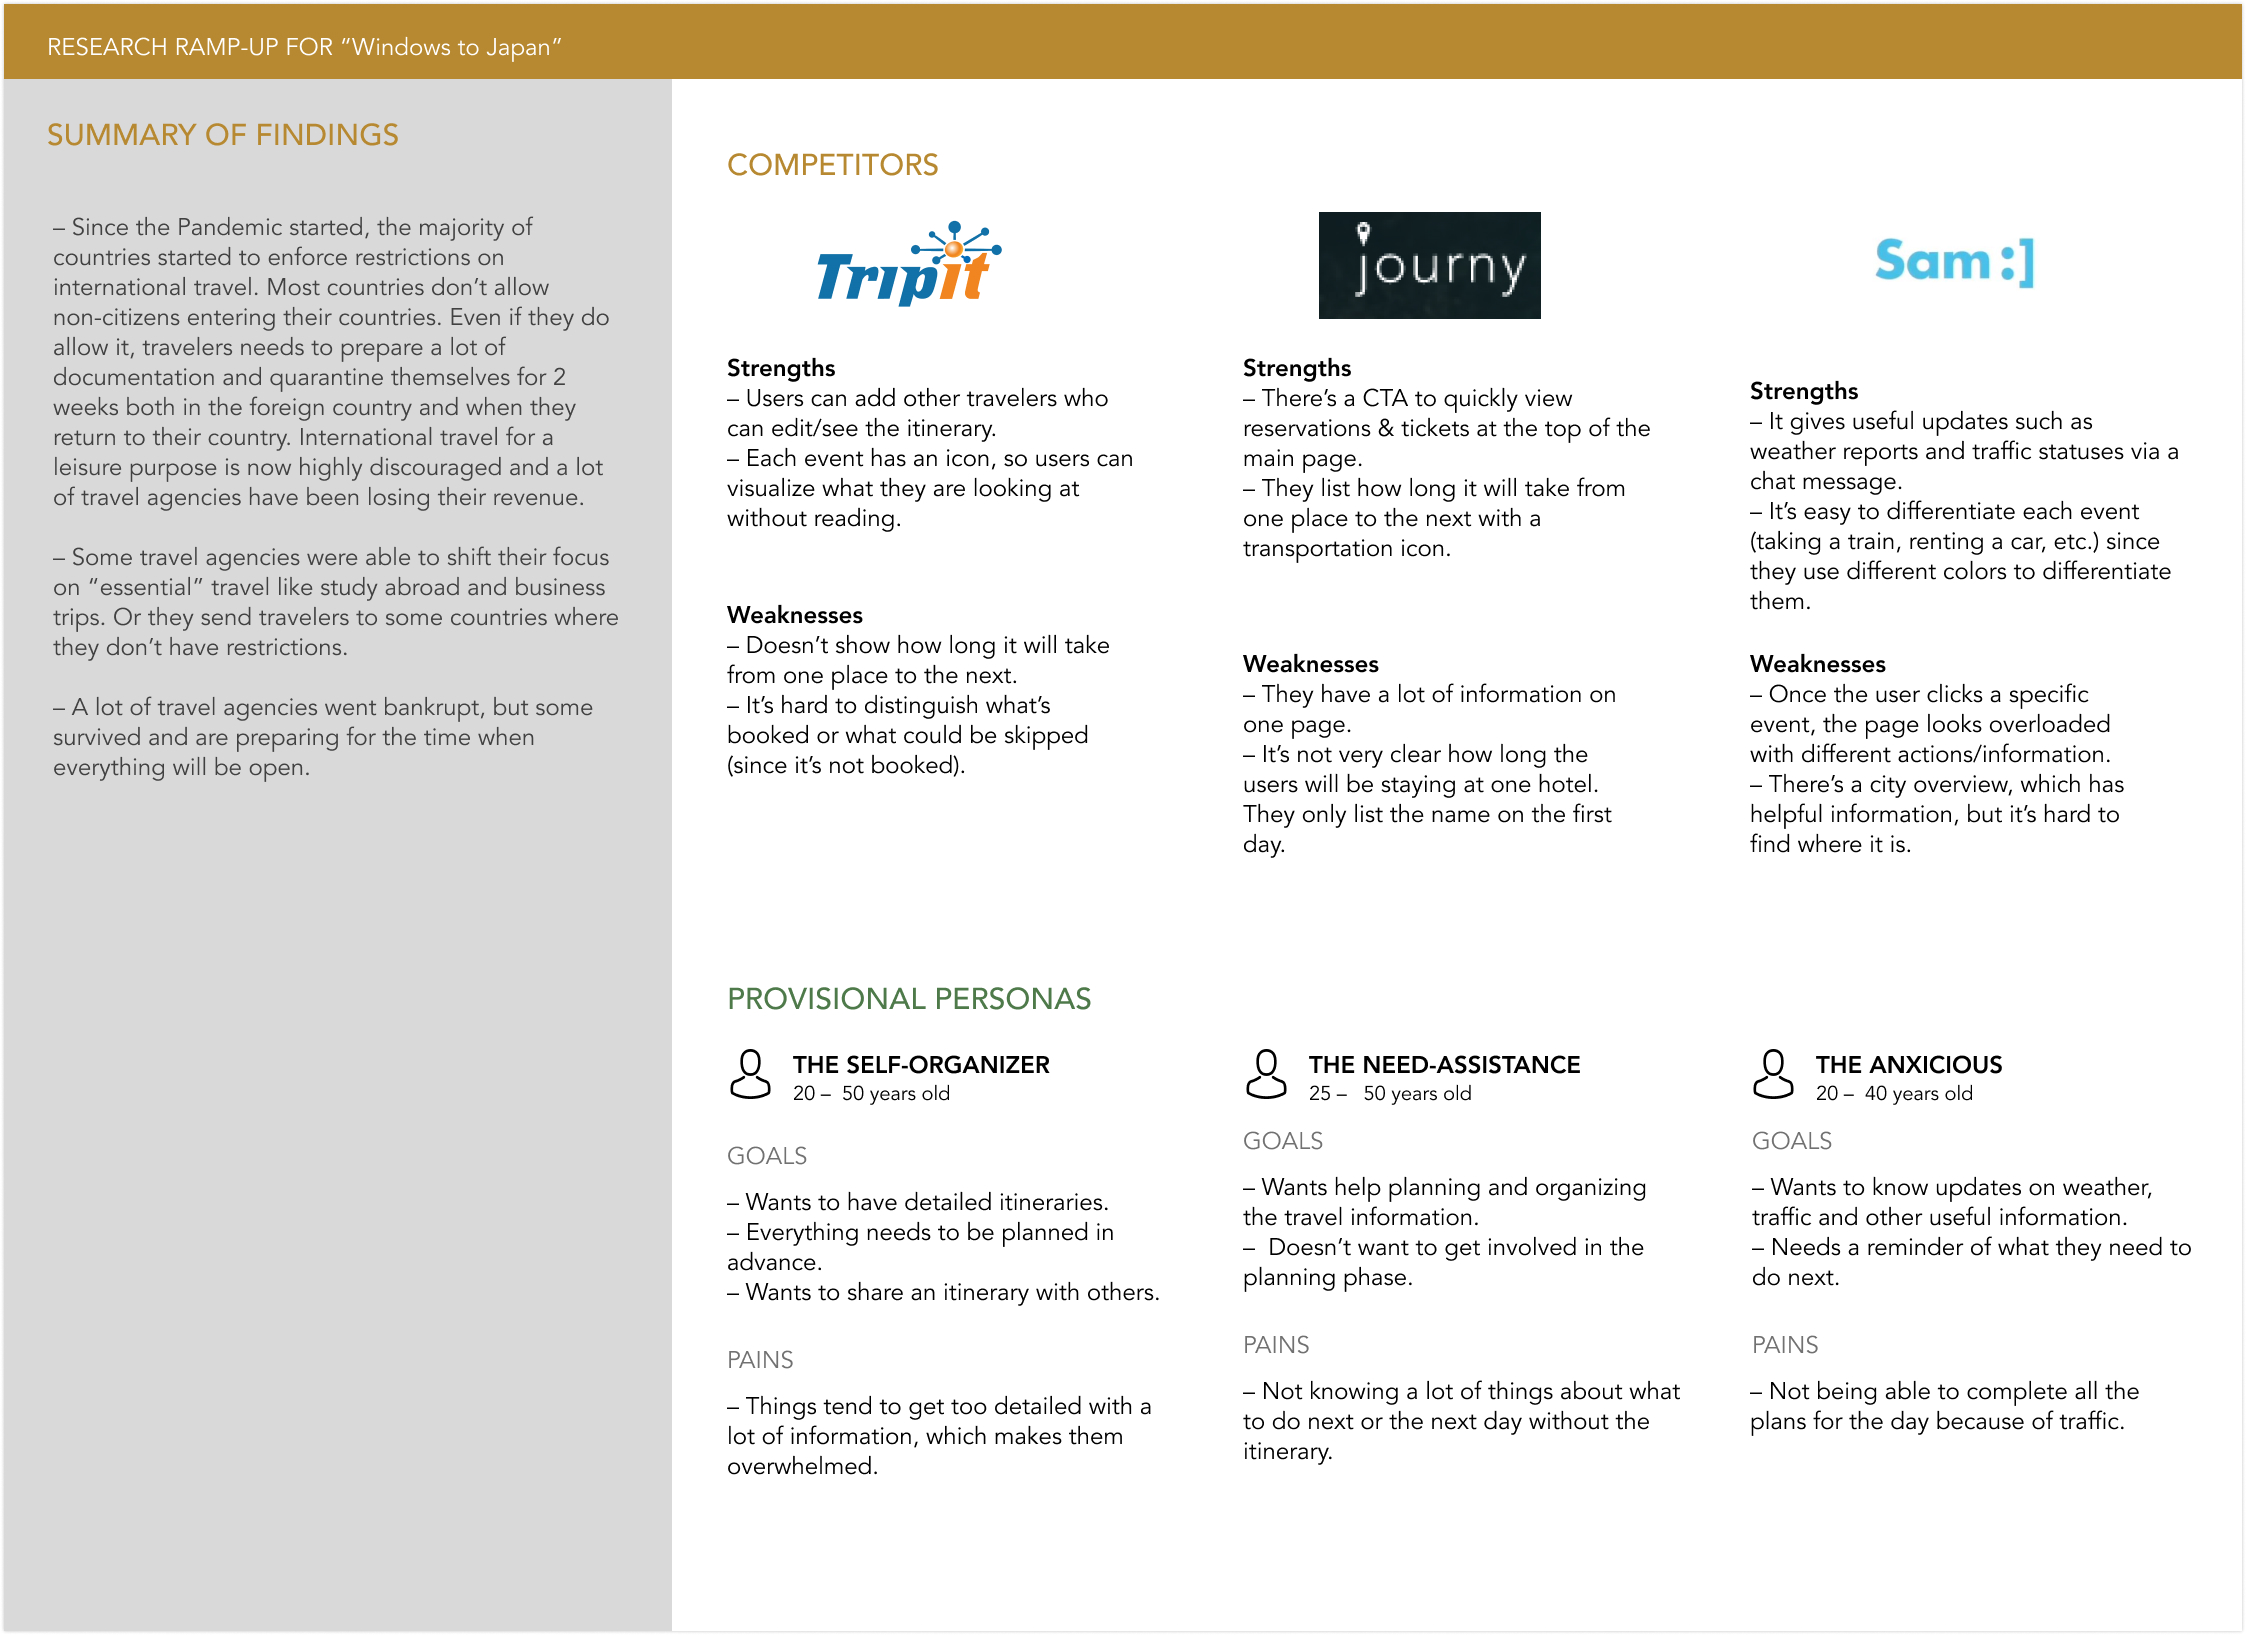 RESEARCH RAMP-UP FOR “Windows to Japan”
SUMMARY OF FINDINGS
– Since the Pandemic started, the majority of
countries started to enforce restrictions on
international travel. Most countries don’t allow
non-citizens entering their countries. Even if they do
allow it, travelers needs to prepare a lot of
documentation and quarantine themselves for 2
weeks both in the foreign country and when they
return to their country. International travel for a
leisure purpose is now highly discouraged and a lot
of travel agencies have been losing their revenue.
– Some travel agencies were able to shift their focus
on “essential” travel like study abroad and business
trips. Or they send travelers to some countries where
they don’t have restrictions.
– A lot of travel agencies went bankrupt, but some
survived and are preparing for the time when
everything will be open.
COMPETITORS
TripIt
Strengths
– Users can add other travelers who
can edit/see the itinerary.
– Each event has an icon, so users can
visualize what they are looking at
without reading.
Weaknesses
– Doesn’t show how long it will take
from one place to the next.
– It’s hard to distinguish what’s
booked or what could be skipped
(since it’s not booked).
journy
Strengths
– There’s a CTA to quickly view
reservations & tickets at the top of the
main page.
– They list how long it will take from
one place to the next with a
transportation icon.
Weaknesses
– They have a lot of information on
one page.
– It’s not very clear how long the
users will be staying at one hotel.
They only list the name on the first
day.
Sam :]
Strengths
– It gives useful updates such as
weather reports and traffic statuses via a
chat message.
– It’s easy to differentiate each event
(taking a train, renting a car, etc.) since
they use different colors to differentiate
them.
Weaknesses
– Once the user clicks a specific
event, the page looks overloaded
with different actions/information.
– There’s a city overview, which has
helpful information, but it’s hard to
find where it is.
PROVISIONAL PERSONAS
THE SELF-ORGANIZER
20 – 50 years old
GOALS
– Wants to have detailed itineraries.
– Everything needs to be planned in
advance.
– Wants to share an itinerary with others.
PAINS
– Things tend to get too detailed with a
lot of information, which makes them
overwhelmed.
THE NEED-ASSISTANCE
25 – 50 years old
GOALS
– Wants help planning and organizing
the travel information.
– Doesn’t want to get involved in the
planning phase.
PAINS
– Not knowing a lot of things about what
to do next or the next day without the
itinerary.
THE ANXICIOUS
20 – 40 years old
GOALS
– Wants to know updates on weather,
traffic and other useful information.
– Needs a reminder of what they need to
do next.
PAINS
– Not being able to complete all the
plans for the day because of traffic.